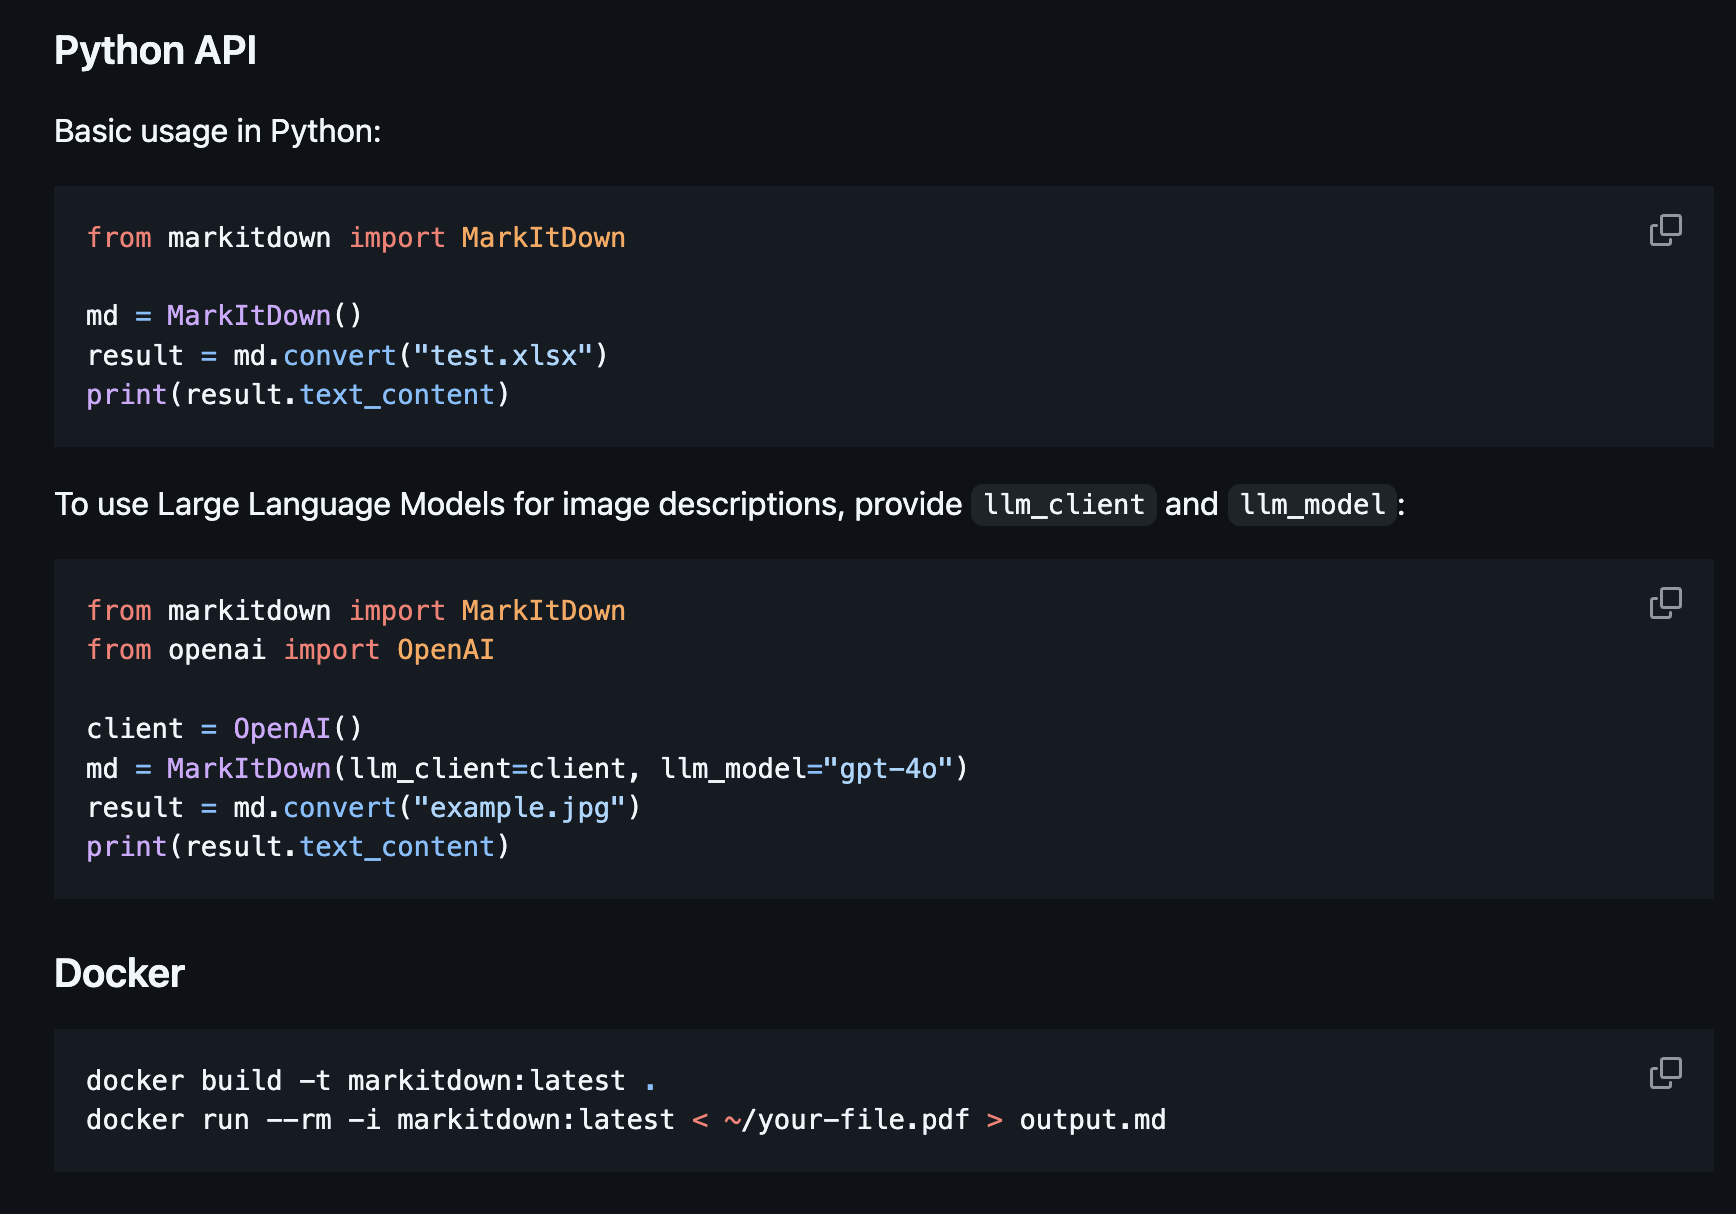 Python API
Basic usage in Python:
from markitdown import MarkItDown
md = MarkItDown()
result = md.convert("test.xlsx")
print(result.text_content)
To use Large Language Models for image descriptions, provide llm_client and llm_model:
from markitdown import MarkItDown
from openai import OpenAI
client = OpenAI()
md = MarkItDown(llm_client=client, llm_model="gpt-4o")
result = md.convert("example.jpg")
print(result.text_content)
Docker
docker build -t markitdown:latest .
docker run --rm -i markitdown:latest < ~/your-file.pdf > output.md